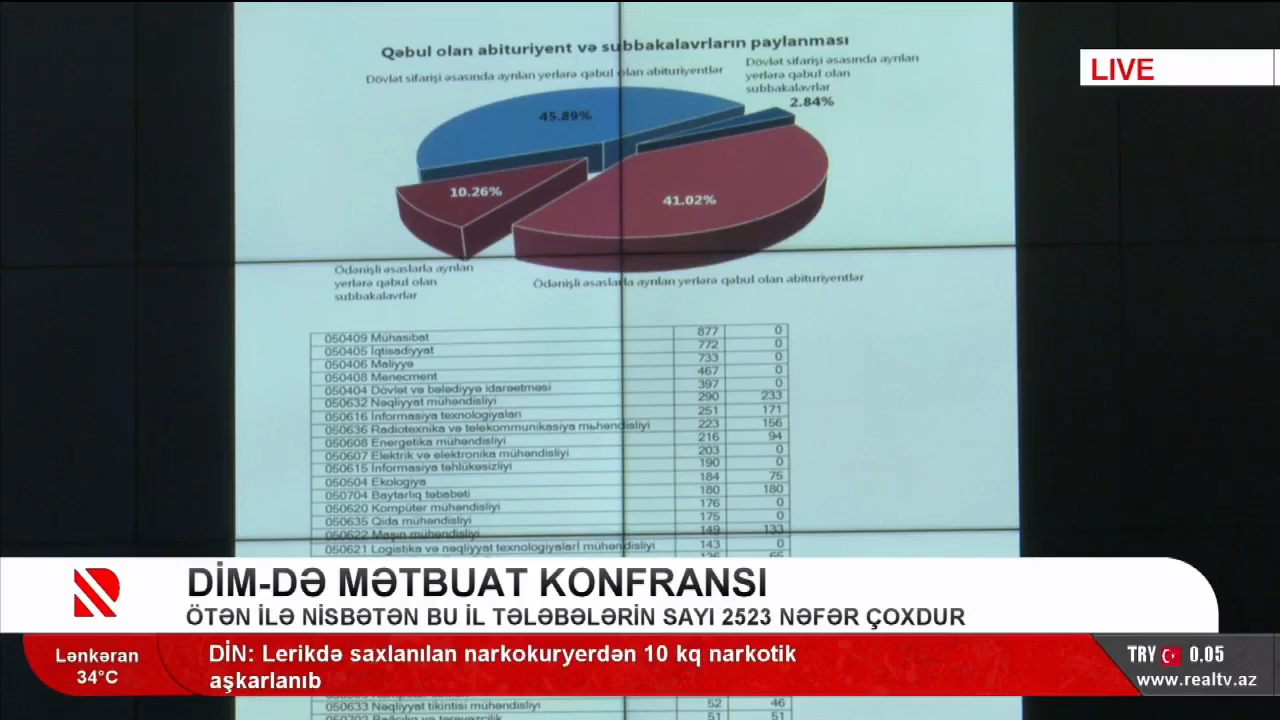 Qəbul olan abituriyent və subbakalavrların paylanması
Dövlət sifarişi əsasında ayrılan yerlərə qəbul olan abituriyentlər
Dövlət sifarişi əsasında ayrılan
yerlərə qəbul olan
subbakalavrlar
2.84%
45.89%
10.26%
41.02%
LIVE
Ödənişli əsaslarla ayrılan
yerlərə qəbul olan
subbakalavrlar
Ödənişli əsaslarla ayrılan yerlərə qəbul olan abituriyentlər
050409 Mühasibat 877 0
050405 İqtisadiyyat 772 0
050406 Maliyyə 733 0
050408 Menecment 467 0
050404 Dövlət və bələdiyyə idarəetməsi 397 0
050632 Nəqliyyat mühəndisliyi 290 233
050616 İnformasiya texnologiyaları 251 171
050636 Radiotexnika və telekommunikasiya mühəndisliyi 223 156
050608 Energetika mühəndisliyi 216 94
050607 Elektrik və elektronika mühəndisliyi 203 0
050615 İnformasiya təhlükəsizliyi 190 0
050504 Ekologiya 184 75
050704 Baytarlıq təbabəti 180 180
050620 Kompüter mühəndisliyi 176 0
050635 Qida mühəndisliyi 175 0
050622 Maşın mühəndisliyi 149 133
050621 Logistika və nəqliyyat texnologiyaları mühəndisliyi 143 0
DİM-DƏ MƏTBUAT KONFRANSI
ÖTƏN İLƏ NİSBƏTƏN BU İL TƏLƏBƏLƏRİN SAYI 2523 NƏFƏR ÇOXDUR
Lənkəran
34°C
DİN: Lerikdə saxlanılan narkokuryerdən 10 kq narkotik
aşkarlanıb
TRY 0.05
www.realtv.az
050633 Nəqliyyat tikintisi mühəndisliyi 52 46
51 51